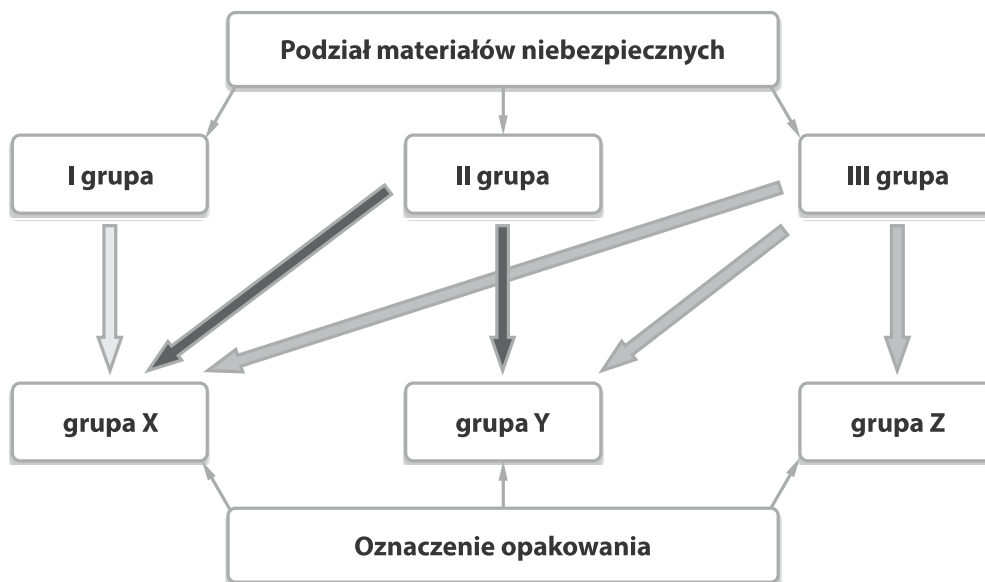 Podział materiałów niebezpiecznych
I grupa
II grupa
III grupa
grupa X
grupa Y
grupa Z
Oznaczenie opakowania